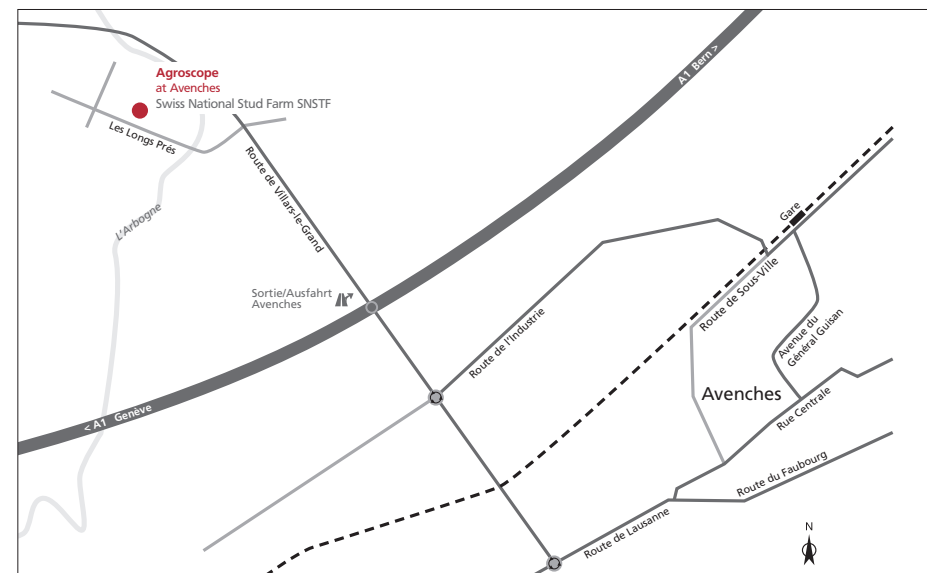 Agroscope
at Avenches
Swiss National Stud Farm SNSTF
Les Longs Prés
L'Arbogne
Route de Villars-le-Grand
A1 Bern >
Sortie/Ausfahrt
Avenches
< A1 Genève
Route de l'Industrie
Gare
Route de Sous-Ville
Avenue du
Général Guisan
Avenches
Rue Centrale
Route du Faubourg
Route de Lausanne
N